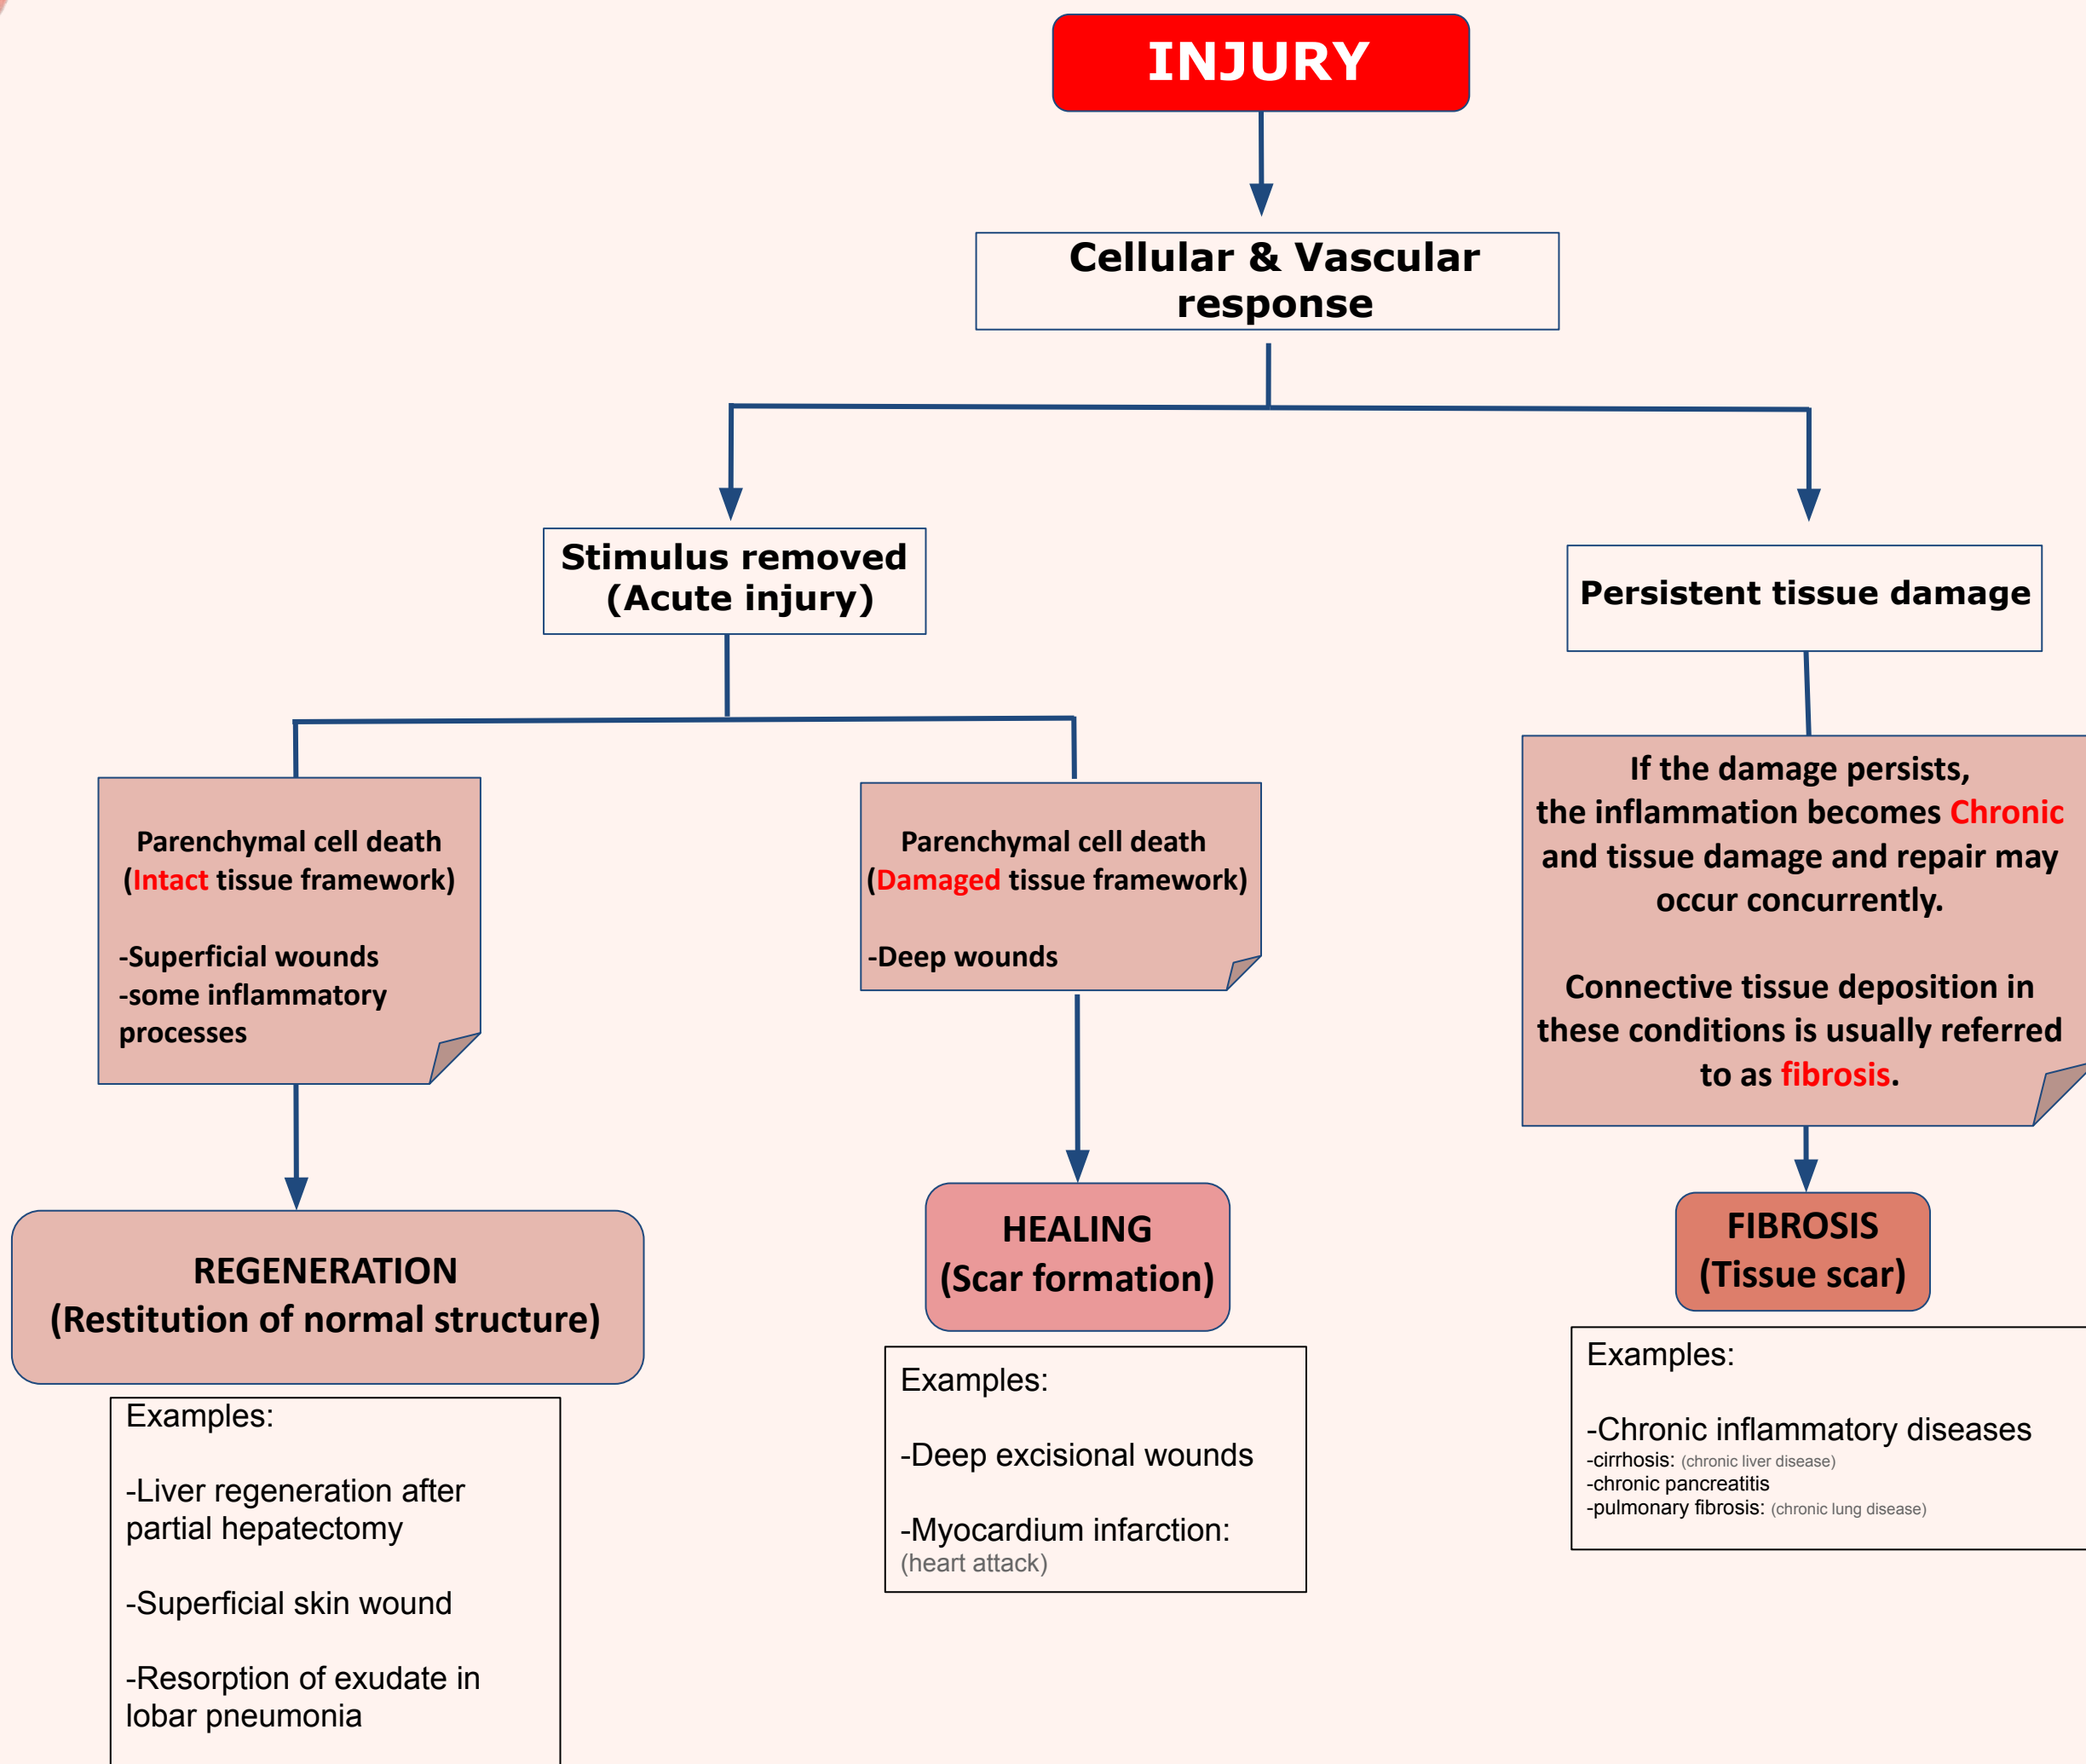 INJURY
Cellular & Vascular
response
Stimulus removed
(Acute injury)
Persistent tissue damage
Parenchymal cell death
(Intact tissue framework)
-Superficial wounds
-some inflammatory
processes
Parenchymal cell death
(Damaged tissue framework)
-Deep wounds
If the damage persists,
the inflammation becomes Chronic
and tissue damage and repair may
occur concurrently.
Connective tissue deposition in
these conditions is usually referred
to as fibrosis.
REGENERATION
(Restitution of normal structure)
HEALING
(Scar formation)
FIBROSIS
(Tissue scar)
Examples:
-Liver regeneration after
partial hepatectomy
-Superficial skin wound
-Resorption of exudate in
lobar pneumonia
Examples:
-Deep excisional wounds
-Myocardium infarction:
(heart attack)
Examples:
-Chronic inflammatory diseases
-cirrhosis: (chronic liver disease)
-chronic pancreatitis
-pulmonary fibrosis: (chronic lung disease)